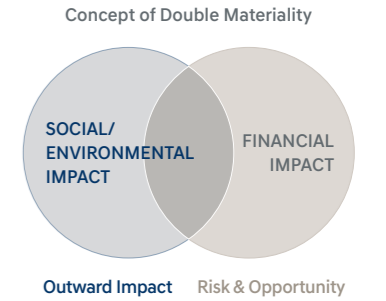 Concept of Double Materiality
SOCIAL/
ENVIRONMENTAL
IMPACT
FINANCIAL
IMPACT
Outward Impact
Risk & Opportunity